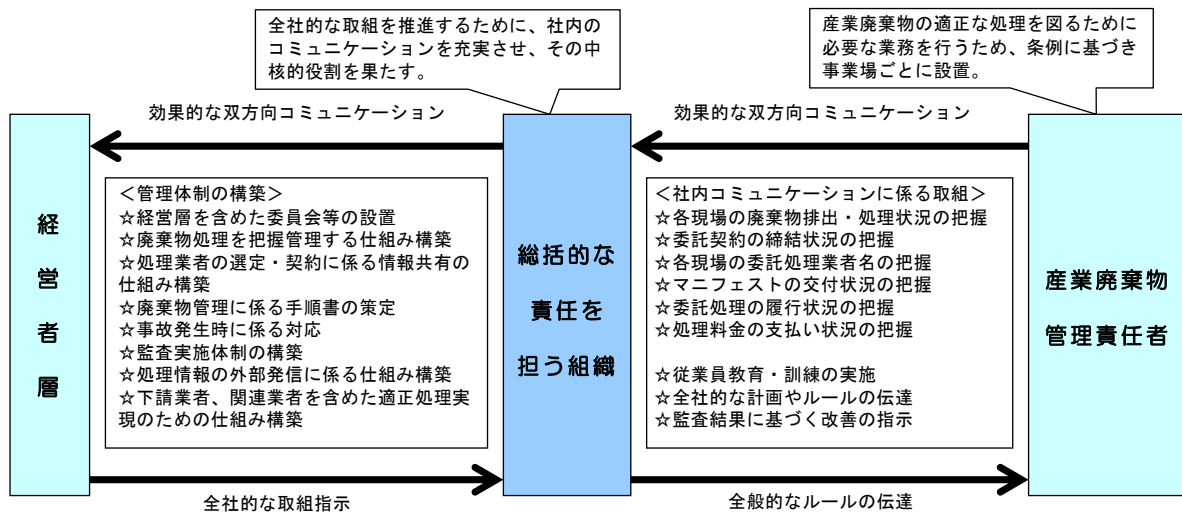 全社的な取組を推進するために、社内の
コミュニケーションを充実させ、その中
核的役割を果たす。
産業廃棄物の適正な処理を図るために
必要な業務を行うため、条例に基づき
事業場ごとに設置。
効果的な双方向コミュニケーション
効果的な双方向コミュニケーション
経営者層
＜管理体制の構築＞
☆経営層を含めた委員会等の設置
☆廃棄物処理を把握管理する仕組み構築
☆処理業者の選定・契約に係る情報共有の
仕組み構築
☆廃棄物管理に係る手順書の策定
☆事故発生時に係る対応
☆監査実施体制の構築
☆処理情報の外部発信に係る仕組み構築
☆下請業者、関連業者を含めた適正処理実
現のための仕組み構築
総括的な
責任を
担う組織
＜社内コミュニケーションに係る取組＞
☆各現場の廃棄物排出・処理状況の把握
☆委託契約の締結状況の把握
☆各現場の委託処理業者名の把握
☆マニフェストの交付状況の把握
☆委託処理の履行状況の把握
☆処理料金の支払い状況の把握
☆従業員教育・訓練の実施
☆全社的な計画やルールの伝達
☆監査結果に基づく改善の指示
産業廃棄物
管理責任者
全社的な取組指示
全般的なルールの伝達